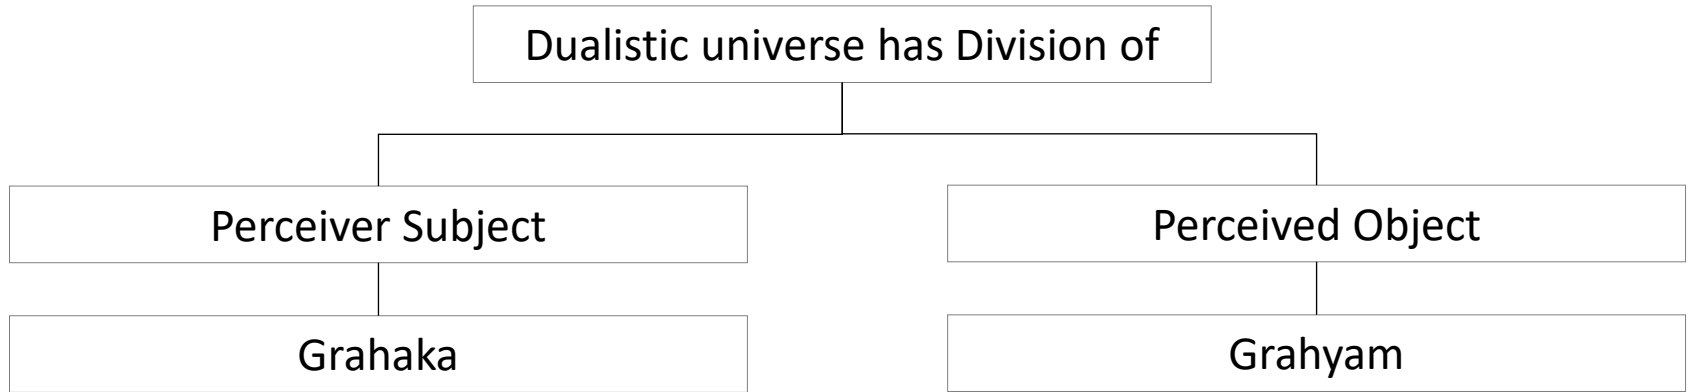 Dualistic universe has Division of
Perceiver Subject
Perceived Object
Grahaka
Grahyam